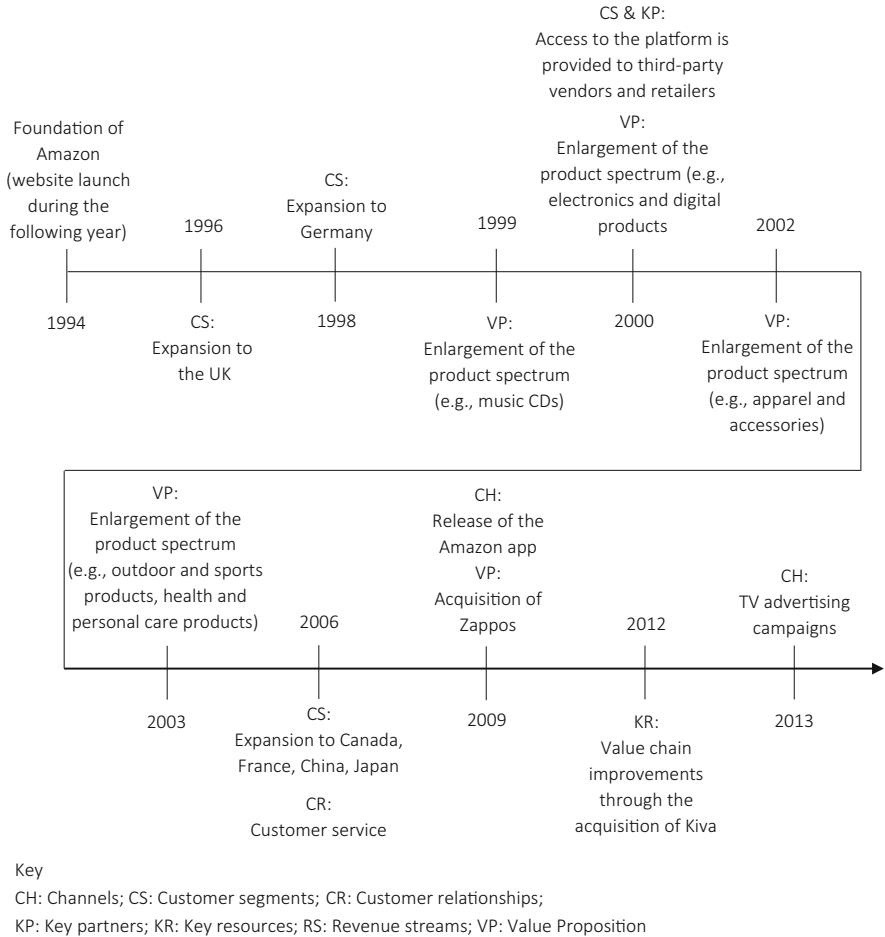 Foundation of
Amazon
(website launch
during the
following year)
1994
1996
CS:
Expansion to
the UK
CS:
Expansion to
Germany
1998
1999
VP:
Enlargement of the
product spectrum
(e.g., music CDs)
CS & KP:
Access to the platform is
provided to third-party
vendors and retailers
VP:
Enlargement of the
product spectrum (e.g.,
electronics and digital
products
2000
2002
VP:
Enlargement of the
product spectrum
(e.g., apparel and
accessories)
VP:
Enlargement of the
product spectrum
(e.g., outdoor and sports
products, health and
personal care products)
2003
2006
CS:
Expansion to Canada,
France, China, Japan
CR:
Customer service
CH:
Release of the
Amazon app
VP:
Acquisition of
Zappos
2009
2012
KR:
Value chain
improvements
through the
acquisition of Kiva
CH:
TV advertising
campaigns
2013
Key
CH: Channels; CS: Customer segments; CR: Customer relationships;
KP: Key partners; KR: Key resources; RS: Revenue streams; VP: Value Proposition